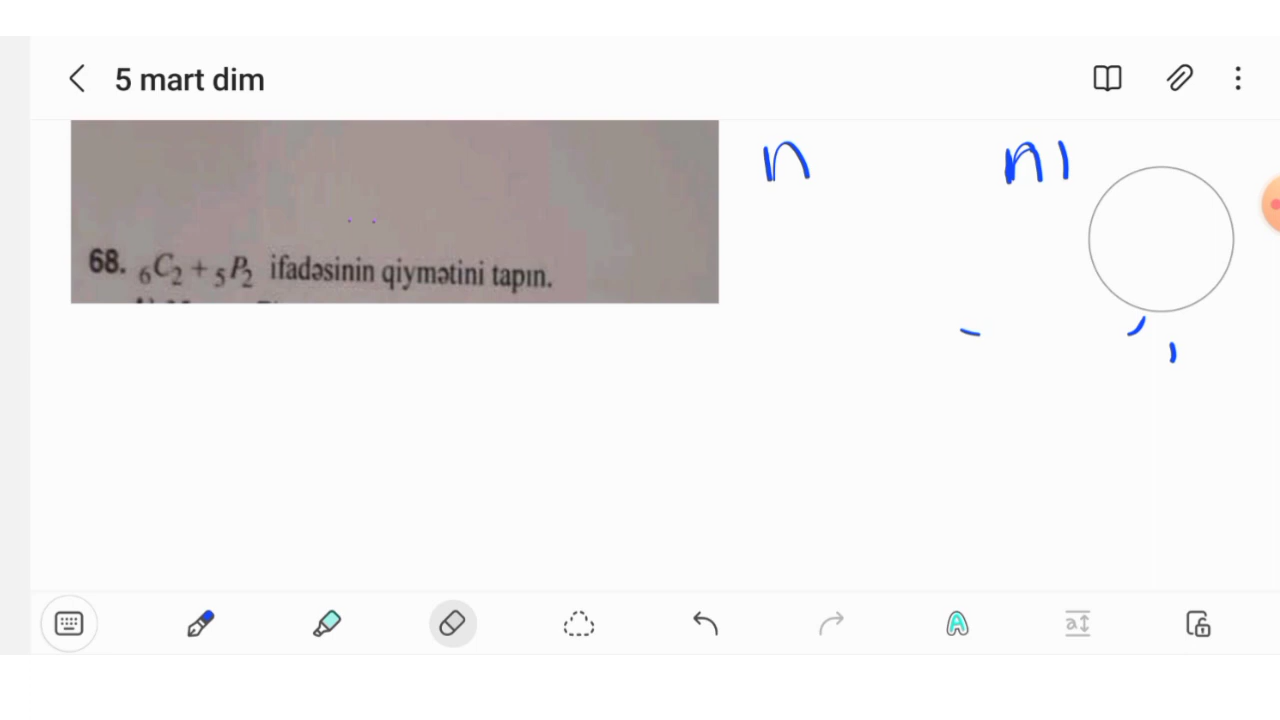 5 mart dim
n n!
68. ₆C₂ + ₅P₂ ifadəsinin qiymətini tapın.